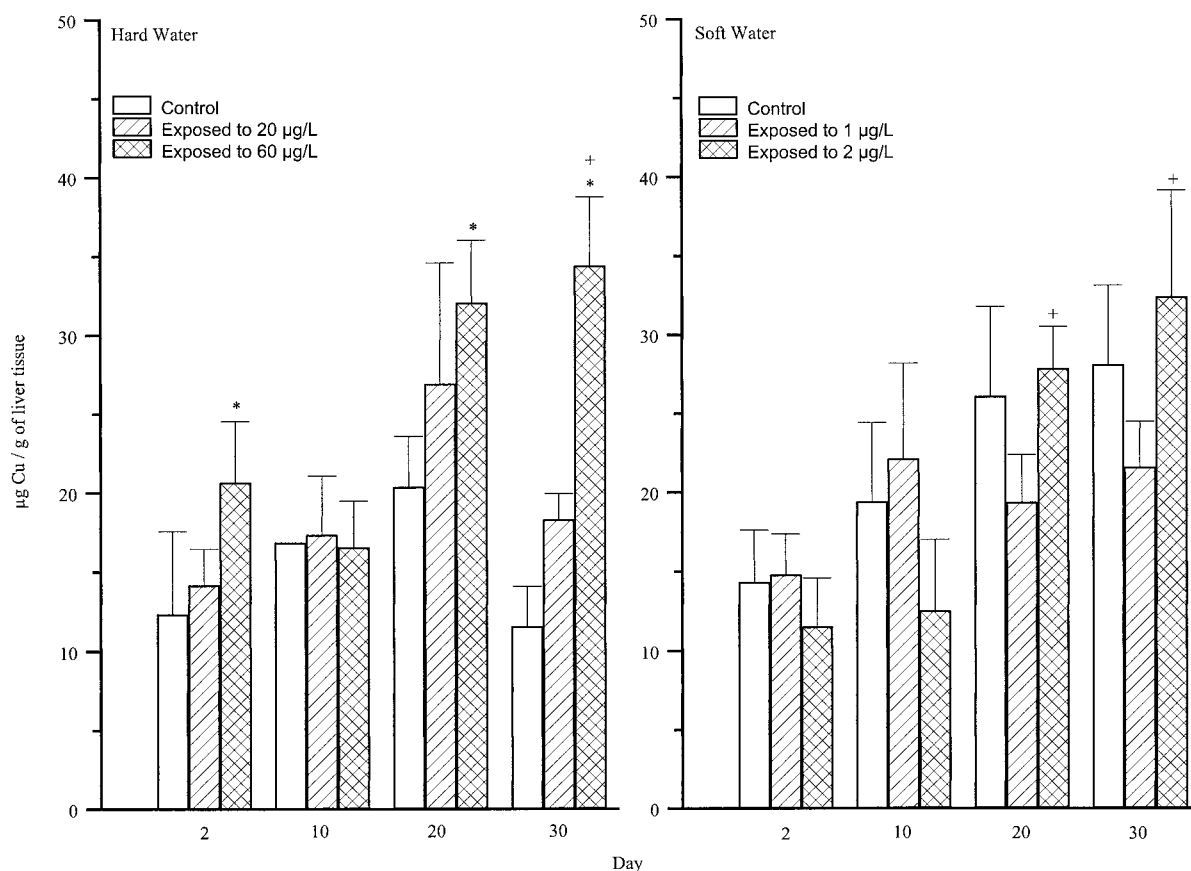 Hard Water
Control
Exposed to 20 µg/L
Exposed to 60 µg/L
50
40
30
20
10
0
*
*
+
*
2
10
20
30
µg Cu / g of liver tissue
Soft Water
Control
Exposed to 1 µg/L
Exposed to 2 µg/L
50
40
30
20
10
0
+
+
2
10
20
30
Day